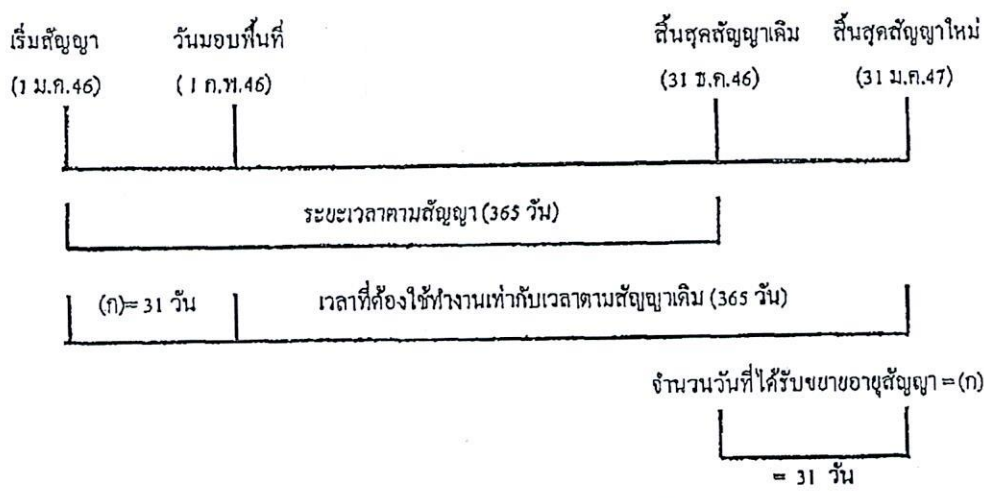 เริ่มสัญญา วันมอบพื้นที่ สิ้นสุดสัญญาเดิม สิ้นสุดสัญญาใหม่
(1 ม.ค.46) (1 ก.พ.46) (31 ธ.ค.46) (31 ม.ค.47)
ระยะเวลาตามสัญญา (365 วัน)
(ก)= 31 วัน เวลาที่ต้องใช้ทำงานเท่ากับเวลาตามสัญญาเดิม (365 วัน)
จำนวนวันที่ได้รับขยายอายุสัญญา = (ก)
= 31 วัน